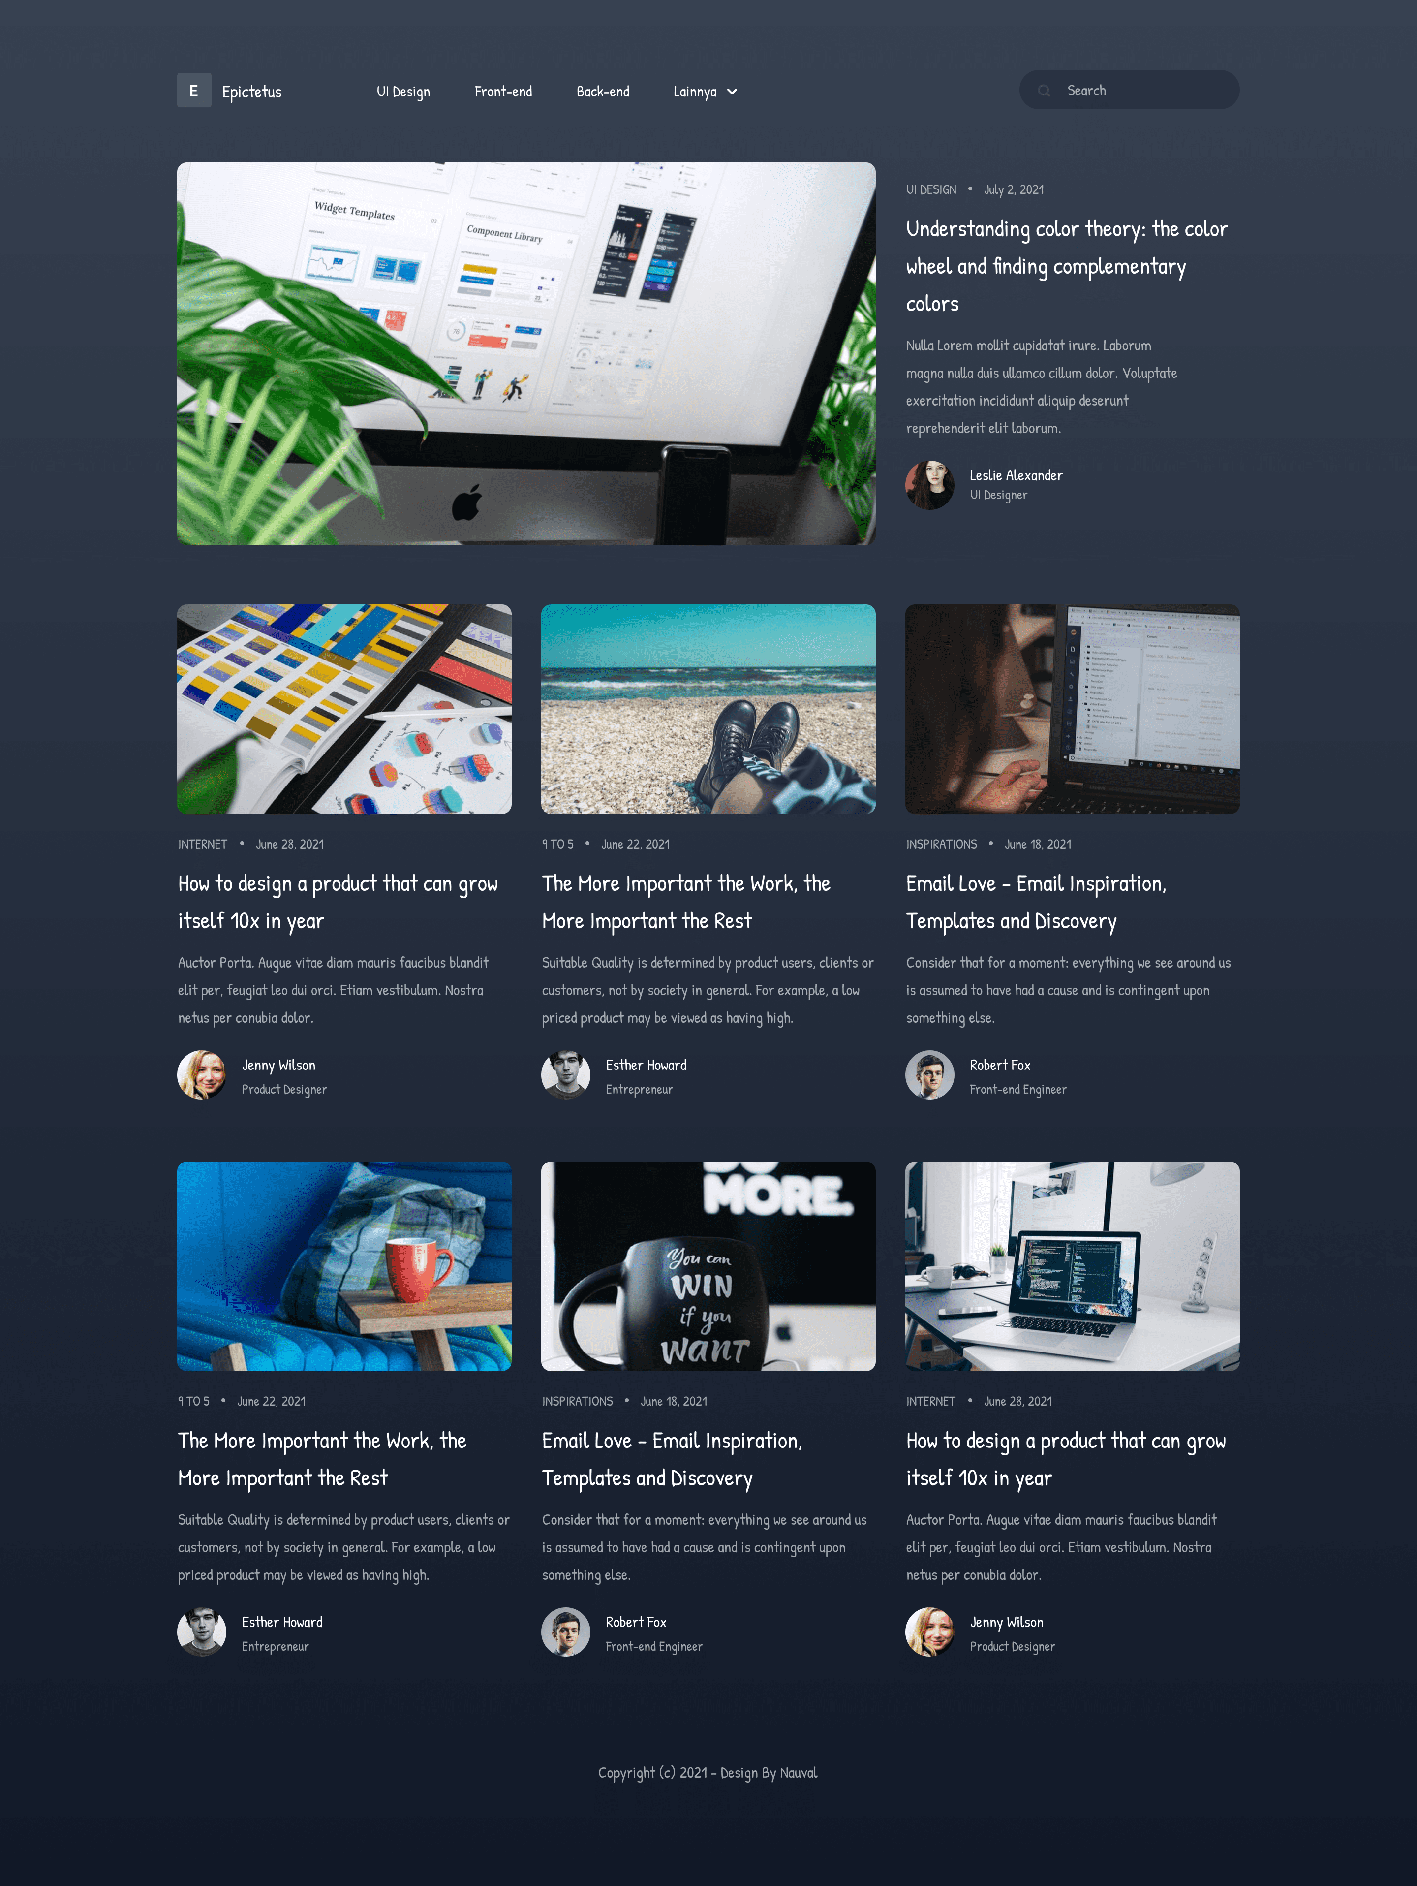 E Epictetus UI Design Front-end Back-end Lainnya Search
Widget Templates
Component Library
UI DESIGN • July 2, 2021
Understanding color theory: the color
wheel and finding complementary
colors
Nulla Lorem mollit cupidatat irure. Laborum
magna nulla duis ullamco cillum dolor. Voluptate
exercitation incididunt aliquip deserunt
reprehenderit elit laborum.
Leslie Alexander
UI Designer
INTERNET • June 28, 2021
How to design a product that can grow
itself 10x in year
Auctor Porta. Augue vitae diam mauris faucibus blandit
elit per, feugiat leo dui orci. Etiam vestibulum. Nostra
netus per conubia dolor.
Jenny Wilson
Product Designer
9 TO 5 • June 22, 2021
The More Important the Work, the
More Important the Rest
Suitable Quality is determined by product users, clients or
customers, not by society in general. For example, a low
priced product may be viewed as having high.
Esther Howard
Entrepreneur
INSPIRATIONS • June 18, 2021
Email Love - Email Inspiration,
Templates and Discovery
Consider that for a moment: everything we see around us
is assumed to have had a cause and is contingent upon
something else.
Robert Fox
Front-end Engineer
DO
MORE.
You can
WIN
if you
WANT
9 TO 5 • June 22, 2021
The More Important the Work, the
More Important the Rest
Suitable Quality is determined by product users, clients or
customers, not by society in general. For example, a low
priced product may be viewed as having high.
Esther Howard
Entrepreneur
INSPIRATIONS • June 18, 2021
Email Love - Email Inspiration,
Templates and Discovery
Consider that for a moment: everything we see around us
is assumed to have had a cause and is contingent upon
something else.
Robert Fox
Front-end Engineer
INTERNET • June 28, 2021
How to design a product that can grow
itself 10x in year
Auctor Porta. Augue vitae diam mauris faucibus blandit
elit per, feugiat leo dui orci. Etiam vestibulum. Nostra
netus per conubia dolor.
Jenny Wilson
Product Designer
Copyright (c) 2021 - Design By Nauval